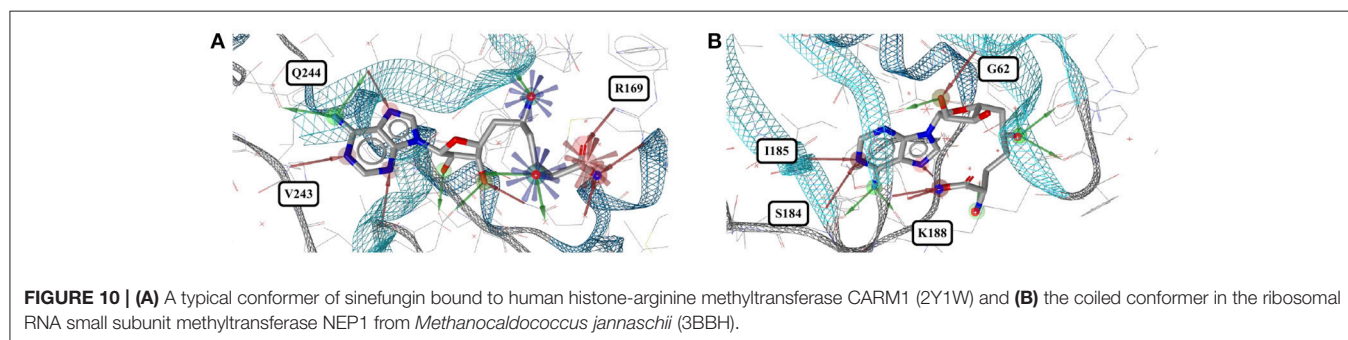 A
Q244
R169
V243
B
G62
I185
S184
K188
FIGURE 10 | (A) A typical conformer of sinefungin bound to human histone-arginine methyltransferase CARM1 (2Y1W) and (B) the coiled conformer in the ribosomal
RNA small subunit methyltransferase NEP1 from Methanocaldococcus jannaschii (3BBH).